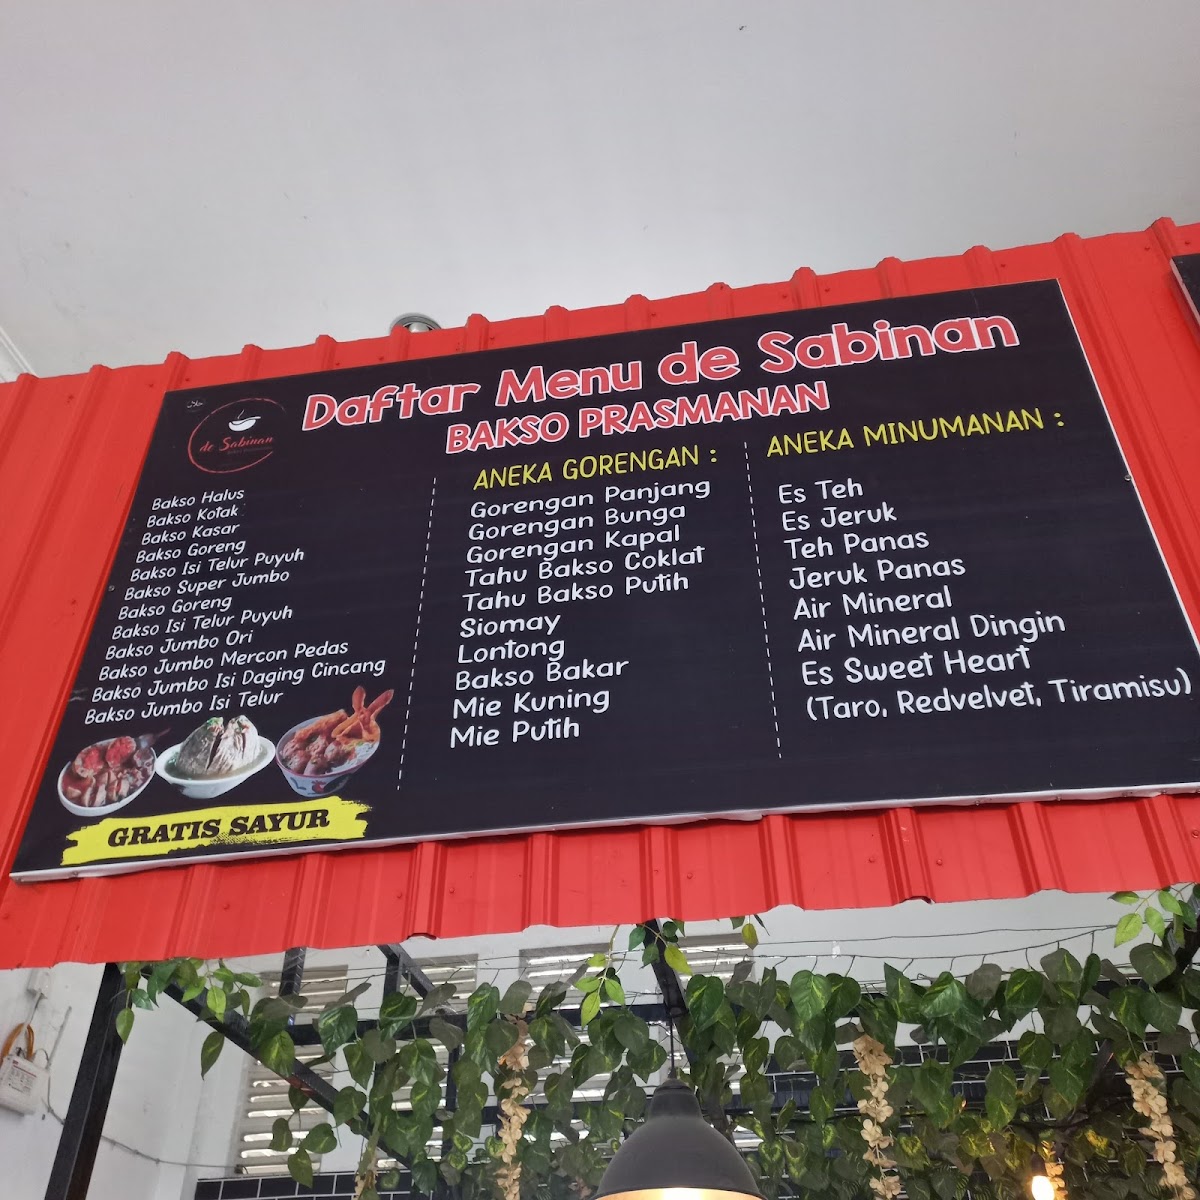 Daftar Menu de Sabinan
BAKSO PRASMANAN
de Sabinan
Bakso Halus
Bakso Kotak
Bakso Kasar
Bakso Goreng
Bakso Isi Telur Puyuh
Bakso Super Jumbo
Bakso Goreng
Bakso Isi Telur Puyuh
Bakso Jumbo Ori
Bakso Jumbo Mercon Pedas
Bakso Jumbo Isi Daging Cincang
Bakso Jumbo Isi Telur
GRATIS SAYUR
ANEKA GORENGAN :
Gorengan Panjang
Gorengan Bunga
Gorengan Kapal
Tahu Bakso Coklat
Tahu Bakso Putih
Siomay
Lontong
Bakso Bakar
Mie Kuning
Mie Putih
ANEKA MINUMANAN :
Es Teh
Es Jeruk
Teh Panas
Jeruk Panas
Air Mineral
Air Mineral Dingin
Es Sweet Heart
(Taro, Redvelvet, Tiramisu)